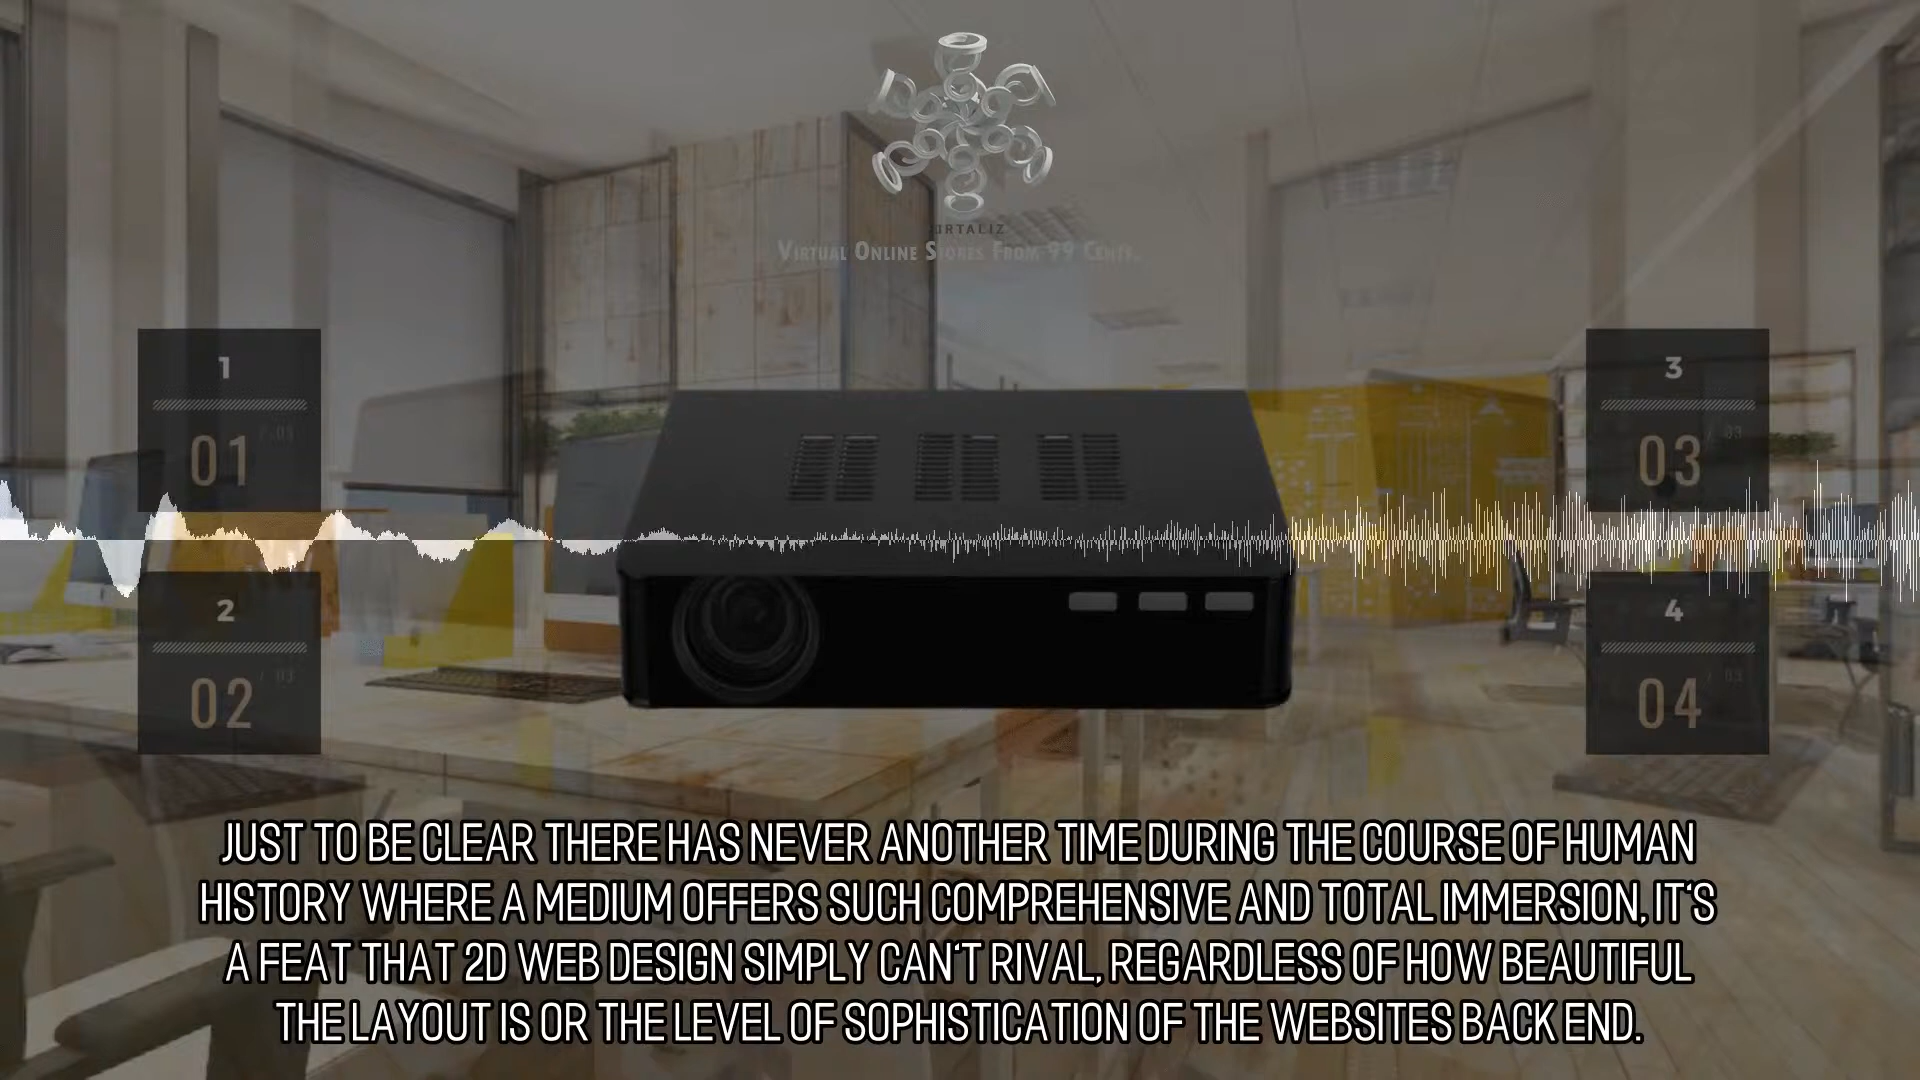 VIRTUAL ONLINE STORES FROM 99 CENTS.
1
01
2
02
3
03
4
04
JUST TO BE CLEAR THERE HAS NEVER ANOTHER TIME DURING THE COURSE OF HUMAN
HISTORY WHERE A MEDIUM OFFERS SUCH COMPREHENSIVE AND TOTAL IMMERSION, IT'S
A FEAT THAT 2D WEB DESIGN SIMPLY CAN'T RIVAL, REGARDLESS OF HOW BEAUTIFUL
THE LAYOUT IS OR THE LEVEL OF SOPHISTICATION OF THE WEBSITES BACK END.